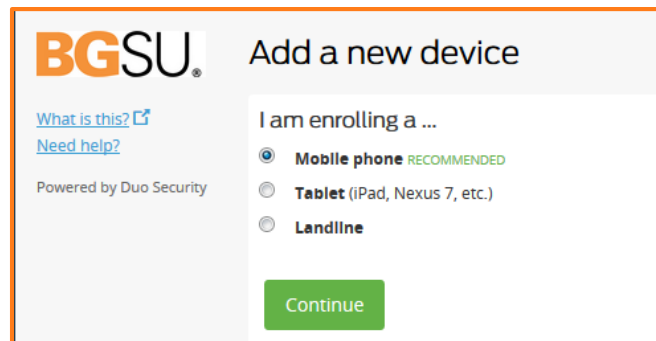 BGSU®
Add a new device
What is this?
Need help?
Powered by Duo Security
I am enrolling a ...
Mobile phone RECOMMENDED
Tablet (iPad, Nexus 7, etc.)
Landline
Continue